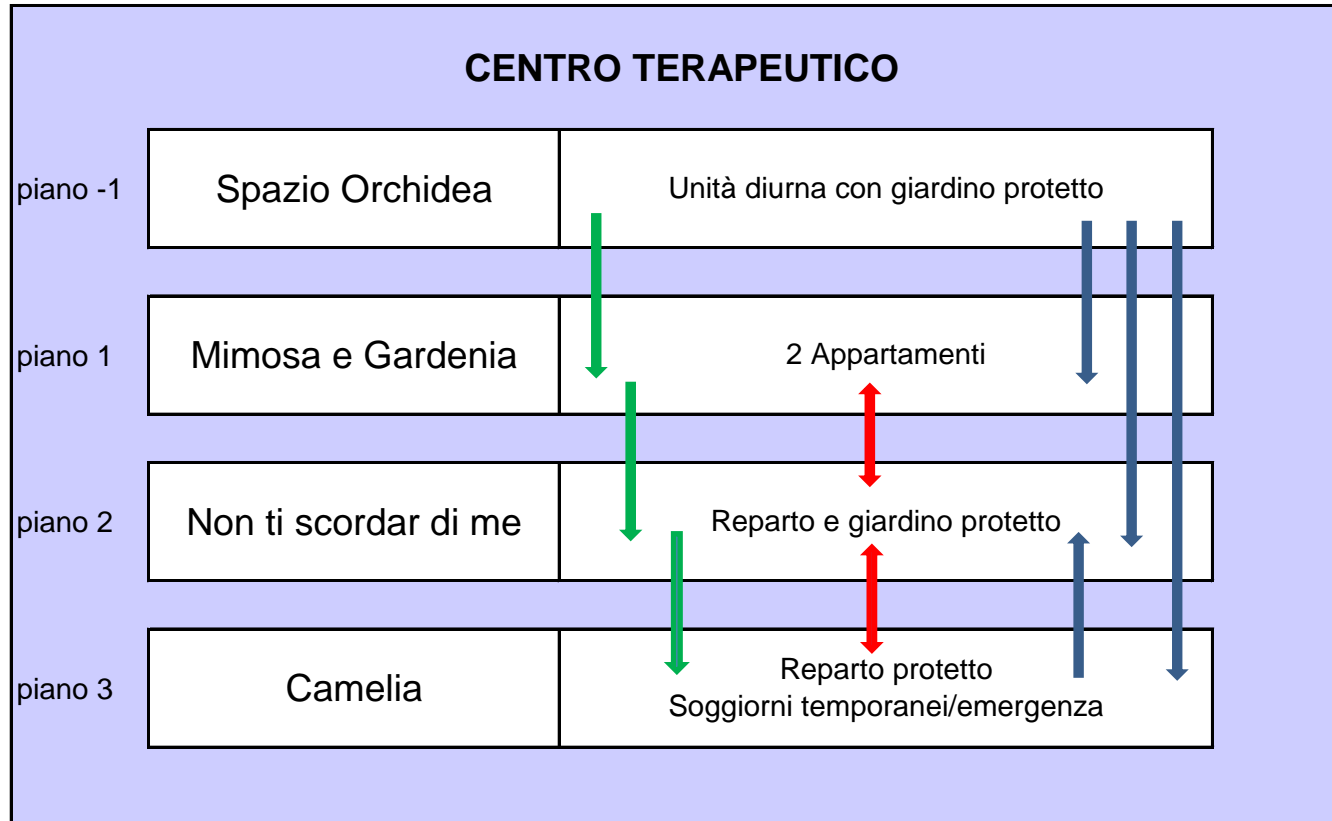 CENTRO TERAPEUTICO
piano -1
Spazio Orchidea
Unità diurna con giardino protetto
piano 1
Mimosa e Gardenia
2 Appartamenti
piano 2
Non ti scordar di me
Reparto e giardino protetto
piano 3
Camelia
Reparto protetto
Soggiorni temporanei/emergenza